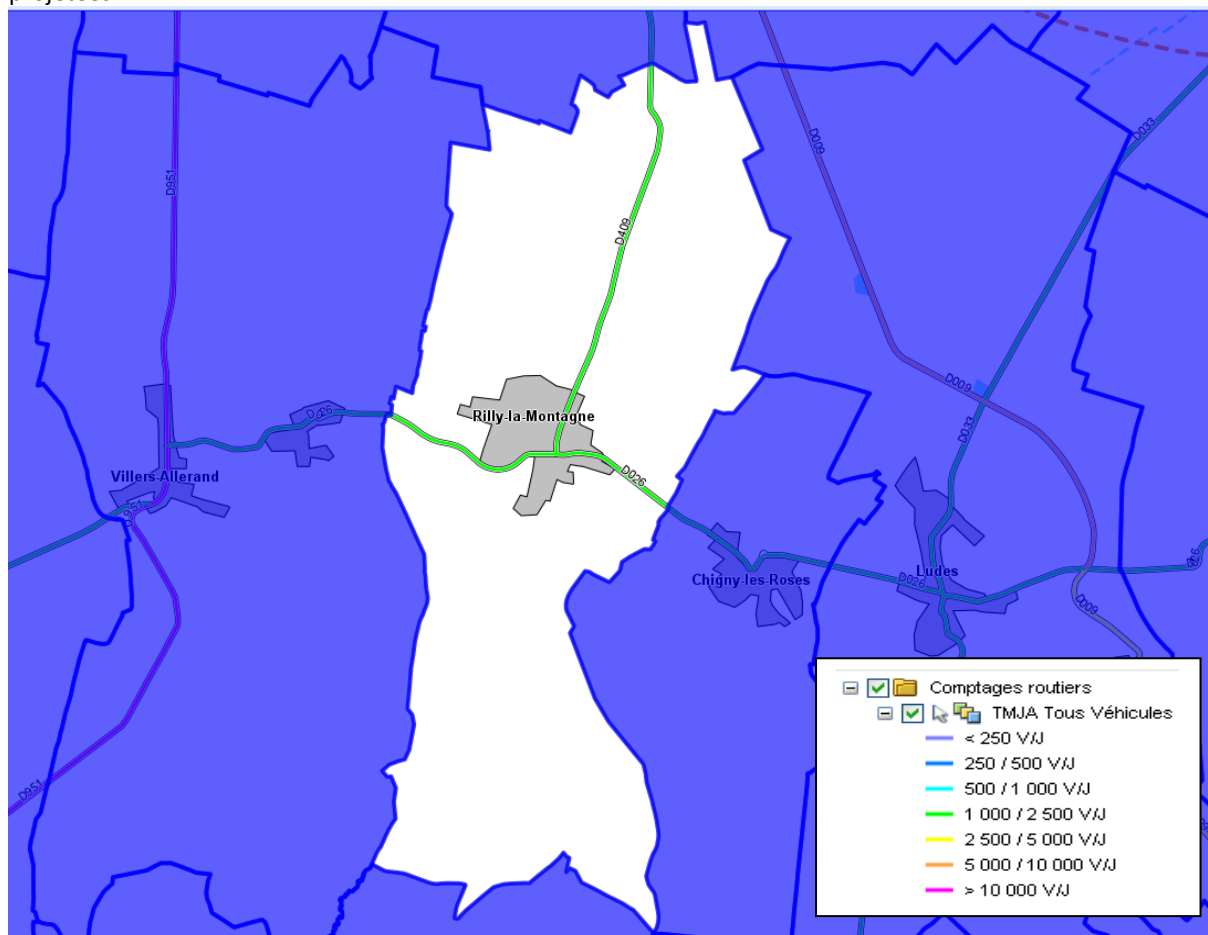 D951
D009
D033
D409
D009
Rilly-la-Montagne
D026
D033
Villers-Allerand
D026
D951
Chigny-les-Roses
D026
Ludes
D009
D951
Comptages routiers
TMJA Tous Véhicules
< 250 V/J
250 / 500 V/J
500 / 1 000 V/J
1 000 / 2 500 V/J
2 500 / 5 000 V/J
5 000 / 10 000 V/J
> 10 000 V/J